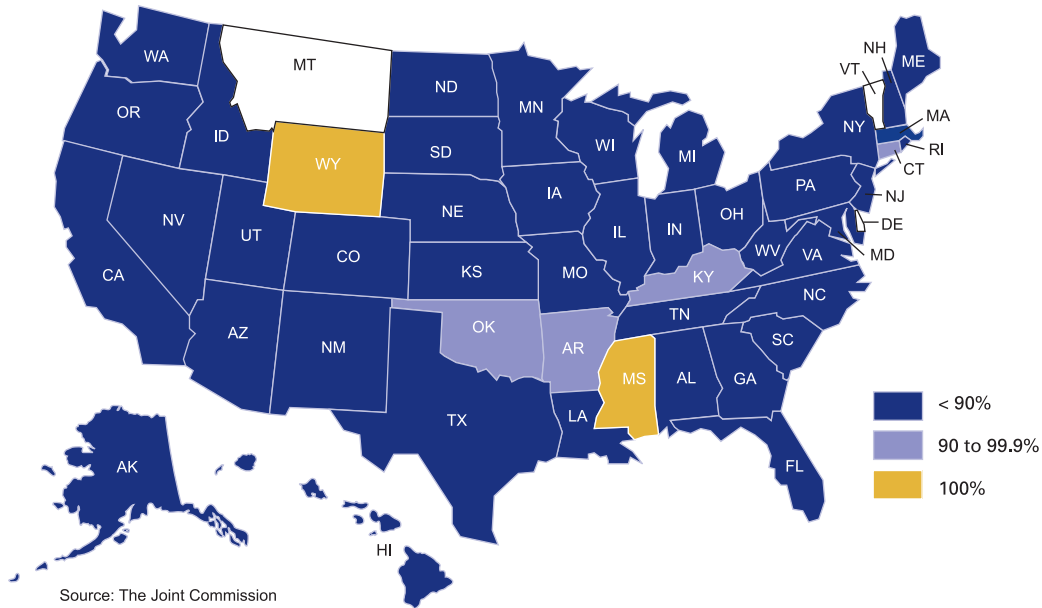 WA
MT
ND
MN
OR
ID
WY
SD
WI
MI
NY
VT
NH
ME
MA
RI
CT
NV
UT
CO
NE
IA
IL
IN
OH
PA
NJ
DE
MD
WV
VA
CA
KS
MO
KY
NC
AZ
NM
OK
AR
TN
SC
TX
LA
MS
AL
GA
FL
AK
HI
< 90%
90 to 99.9%
100%
Source: The Joint Commission